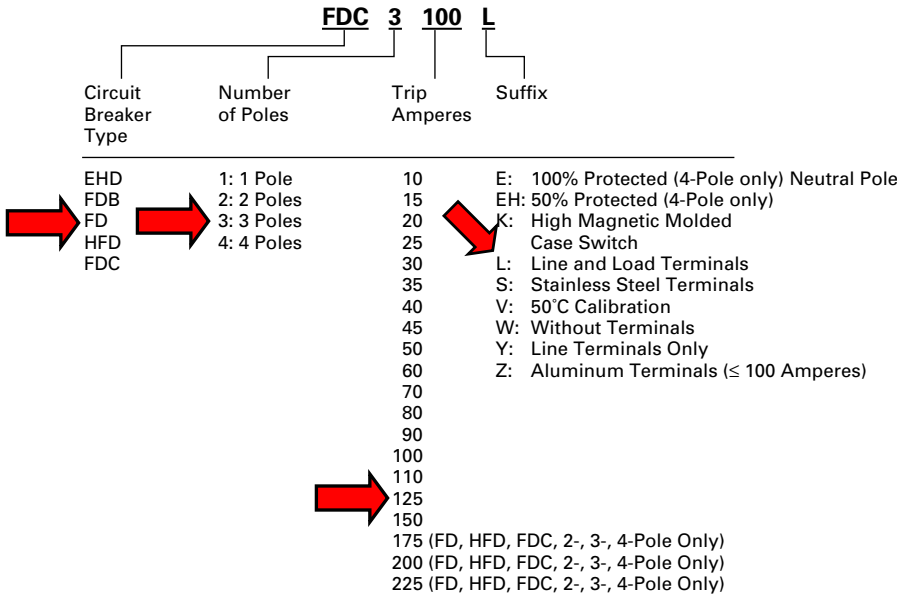 FDC 3 100 L
Circuit Number Trip Suffix
Breaker of Poles Amperes
Type
EHD 1: 1 Pole 10 E: 100% Protected (4-Pole only) Neutral Pole
FDB 2: 2 Poles 15 EH: 50% Protected (4-Pole only)
FD 3: 3 Poles 20 K: High Magnetic Molded
HFD 4: 4 Poles 25 Case Switch
FDC 30 L: Line and Load Terminals
35 S: Stainless Steel Terminals
40 V: 50˚C Calibration
45 W: Without Terminals
50 Y: Line Terminals Only
60 Z: Aluminum Terminals (≤ 100 Amperes)
70
80
90
100
110
125
150
175 (FD, HFD, FDC, 2-, 3-, 4-Pole Only)
200 (FD, HFD, FDC, 2-, 3-, 4-Pole Only)
225 (FD, HFD, FDC, 2-, 3-, 4-Pole Only)